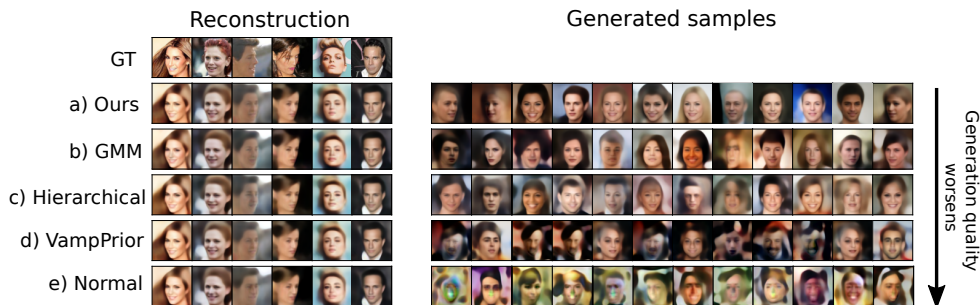 Reconstruction
Generated samples
GT
a) Ours
b) GMM
c) Hierarchical
d) VampPrior
e) Normal
Generation quality
worsens